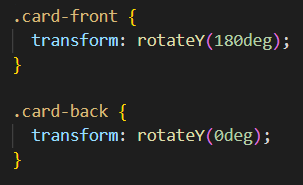 .card-front {
  transform: rotateY(180deg);
}

.card-back {
  transform: rotateY(0deg);
}